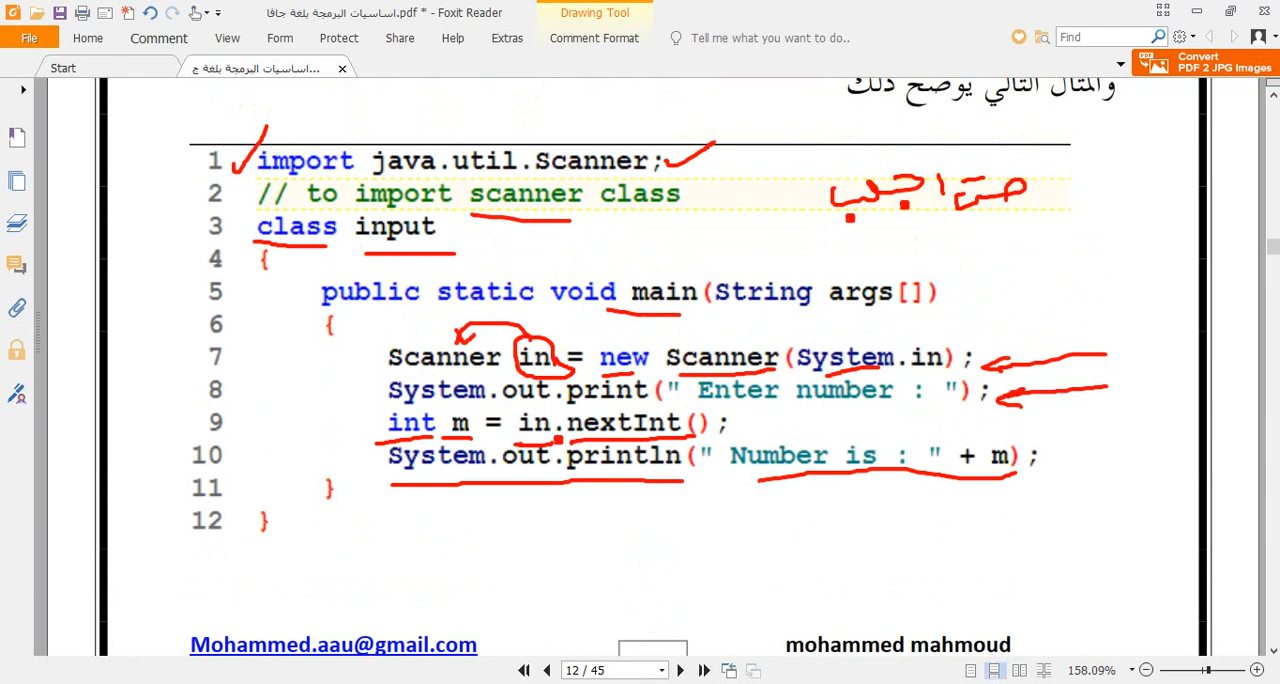 اساسيات البرمجة بلغة جافا.pdf * - Foxit Reader
Drawing Tool
File Home Comment View Form Protect Share Help Extras Comment Format Tell me what you want to do.. Find
Start
اساسيات البرمجة بلغة ج...
Convert
PDF 2 JPG Images
والمثال التالي يوضح ذلك
1 import java.util.Scanner;
2 // to import scanner class
3 class input
4 {
5 public static void main(String args[])
6 {
7 Scanner in = new Scanner(System.in);
8 System.out.print(" Enter number : ");
9 int m = in.nextInt();
10 System.out.println(" Number is : " + m);
11 }
12 }
Mohammed.aau@gmail.com
mohammed mahmoud
12 / 45
158.09%